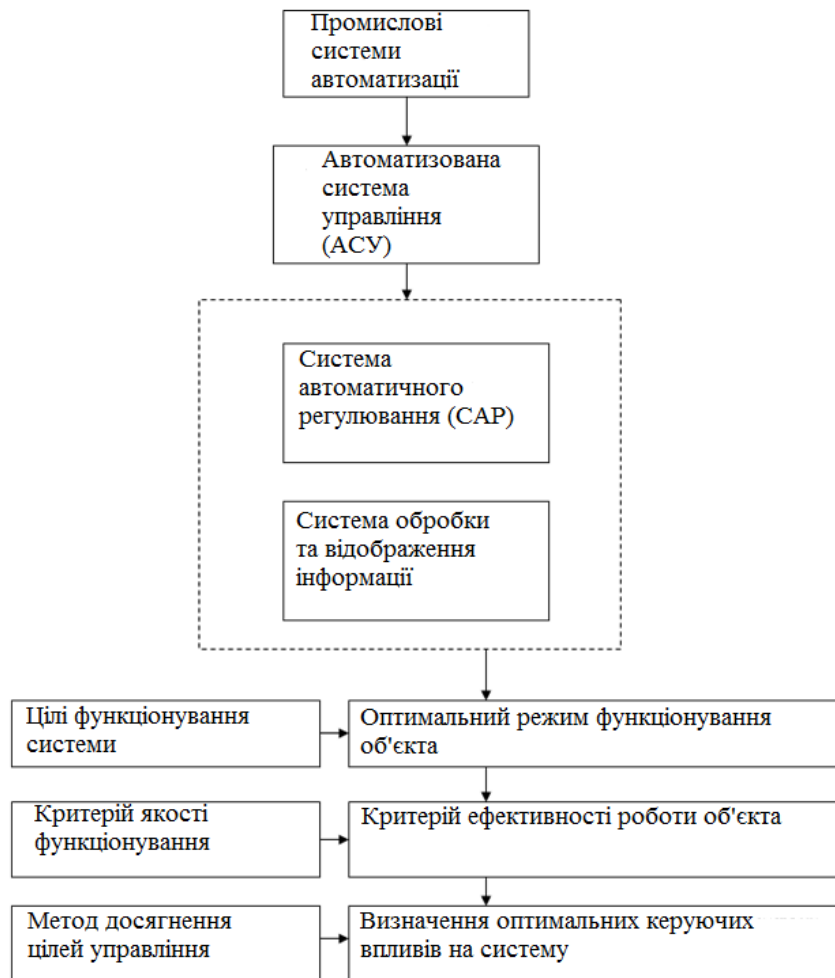 Промислові
системи
автоматизації
Автоматизована
система
управління
(АСУ)
Система
автоматичного
регулювання (САР)
Система обробки
та відображення
інформації
Цілі функціонування
системи
Оптимальний режим функціонування
об'єкта
Критерій якості
функціонування
Критерій ефективності роботи об'єкта
Метод досягнення
цілей управління
Визначення оптимальних керуючих
впливів на систему